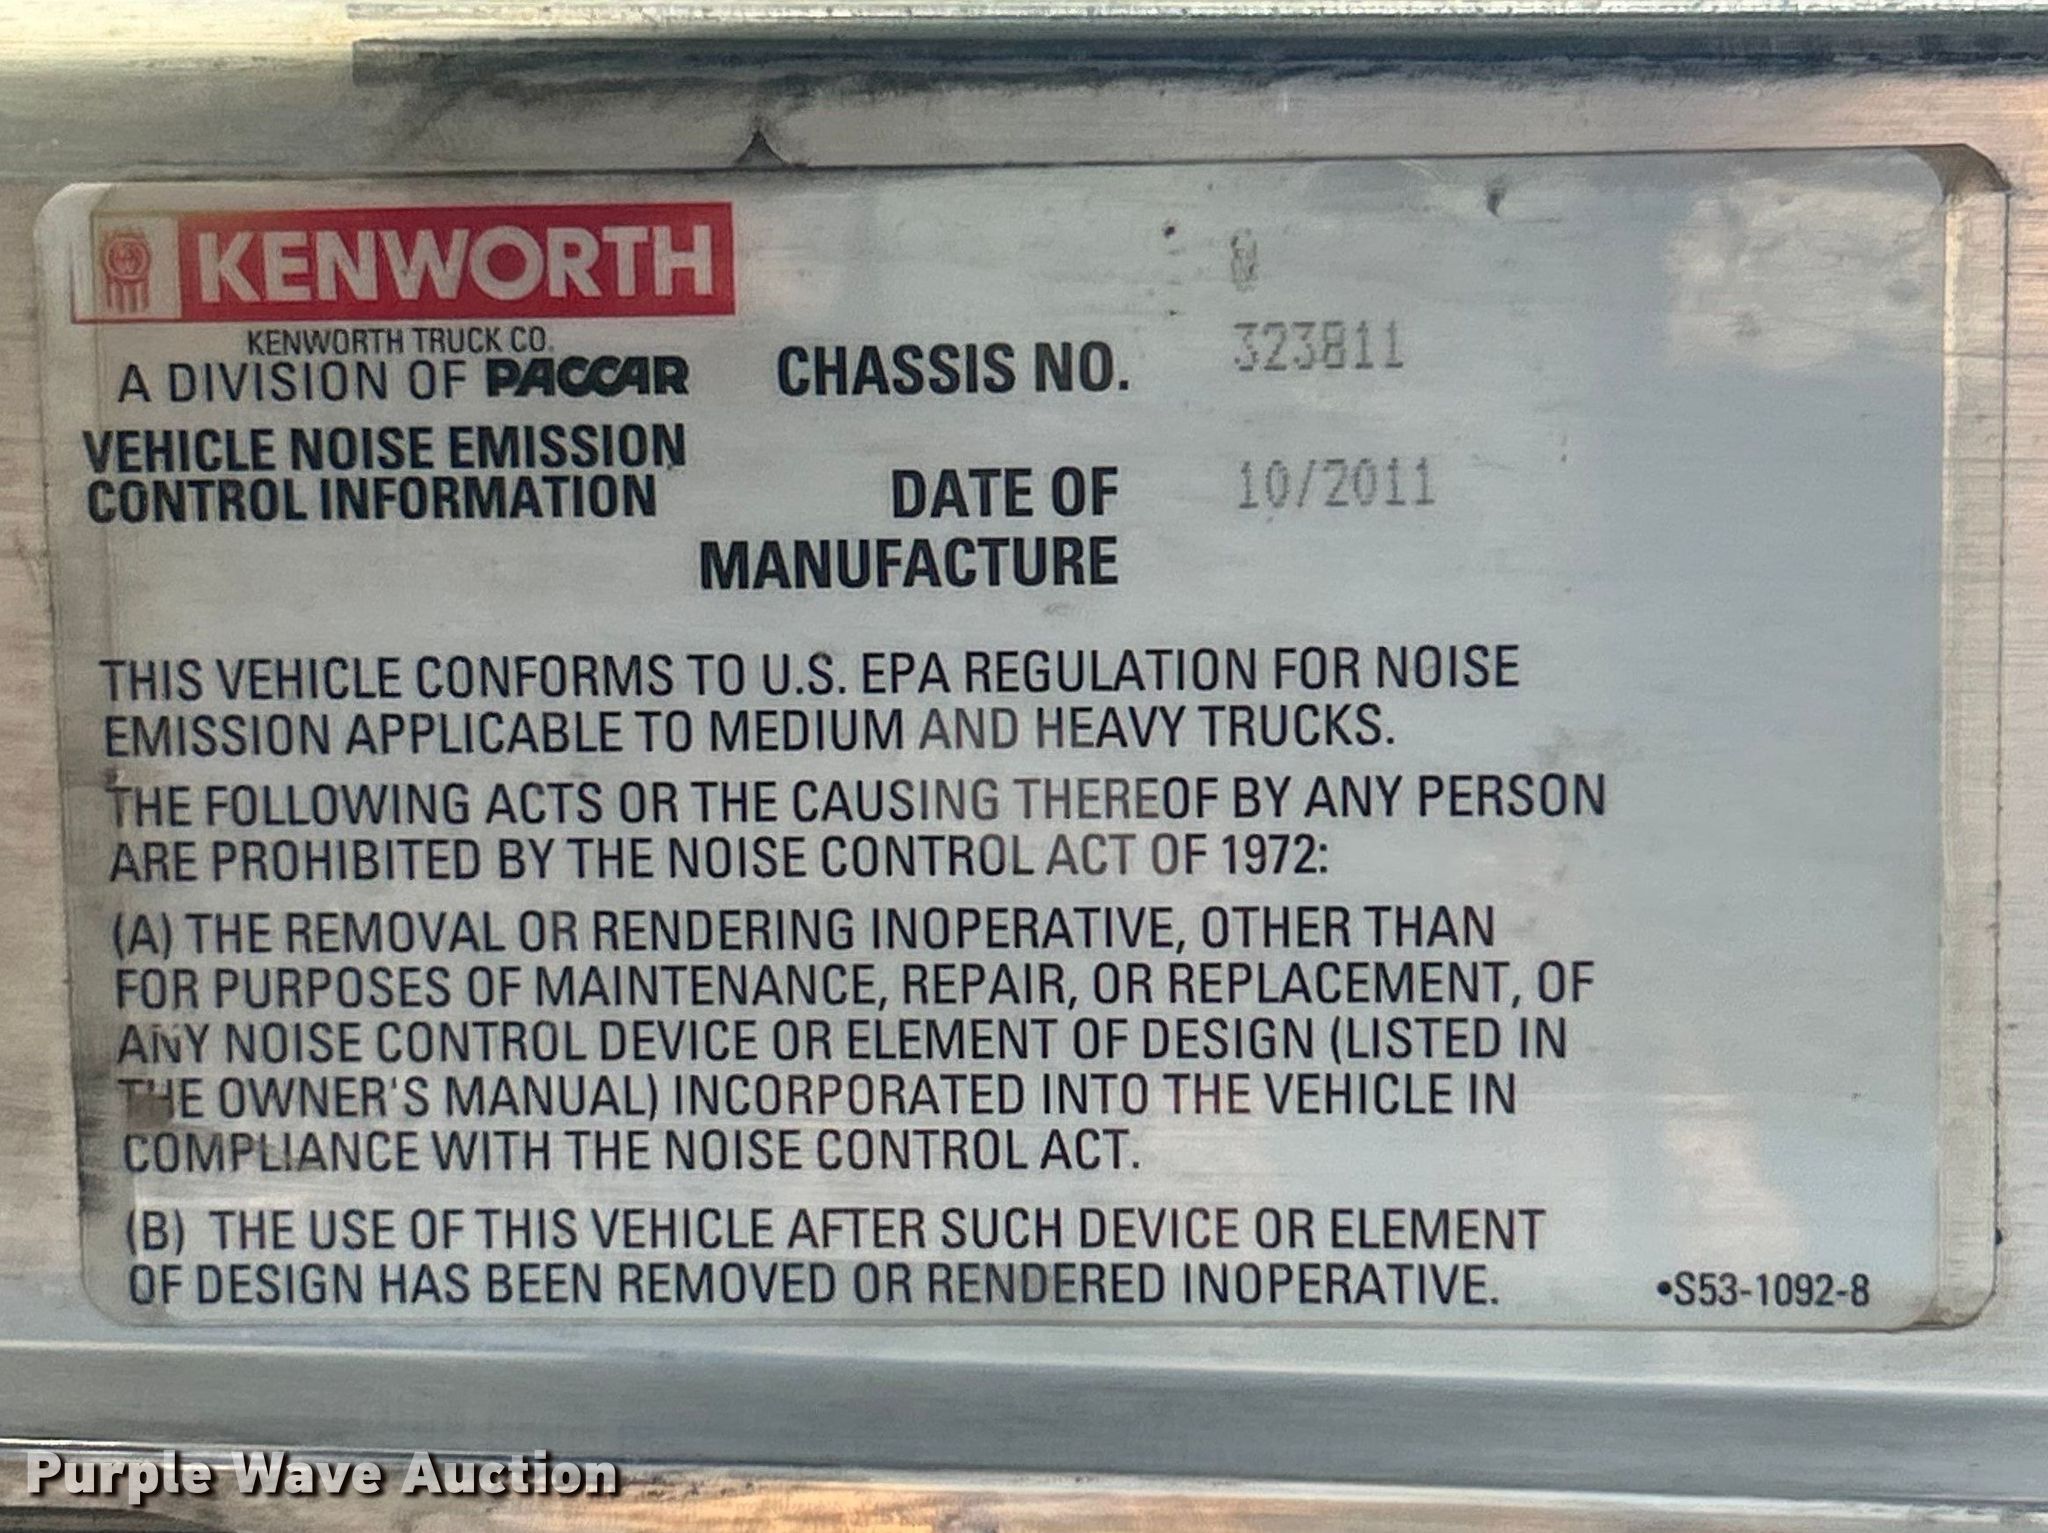 KENWORTH
KENWORTH TRUCK CO.
A DIVISION OF PACCAR
VEHICLE NOISE EMISSION
CONTROL INFORMATION
CHASSIS NO. 323811
DATE OF 10/2011
MANUFACTURE
THIS VEHICLE CONFORMS TO U.S. EPA REGULATION FOR NOISE
EMISSION APPLICABLE TO MEDIUM AND HEAVY TRUCKS.
THE FOLLOWING ACTS OR THE CAUSING THEREOF BY ANY PERSON
ARE PROHIBITED BY THE NOISE CONTROL ACT OF 1972:
(A) THE REMOVAL OR RENDERING INOPERATIVE, OTHER THAN
FOR PURPOSES OF MAINTENANCE, REPAIR, OR REPLACEMENT, OF
ANY NOISE CONTROL DEVICE OR ELEMENT OF DESIGN (LISTED IN
THE OWNER'S MANUAL) INCORPORATED INTO THE VEHICLE IN
COMPLIANCE WITH THE NOISE CONTROL ACT.
(B) THE USE OF THIS VEHICLE AFTER SUCH DEVICE OR ELEMENT
OF DESIGN HAS BEEN REMOVED OR RENDERED INOPERATIVE.
•S53-1092-8
Purple Wave Auction